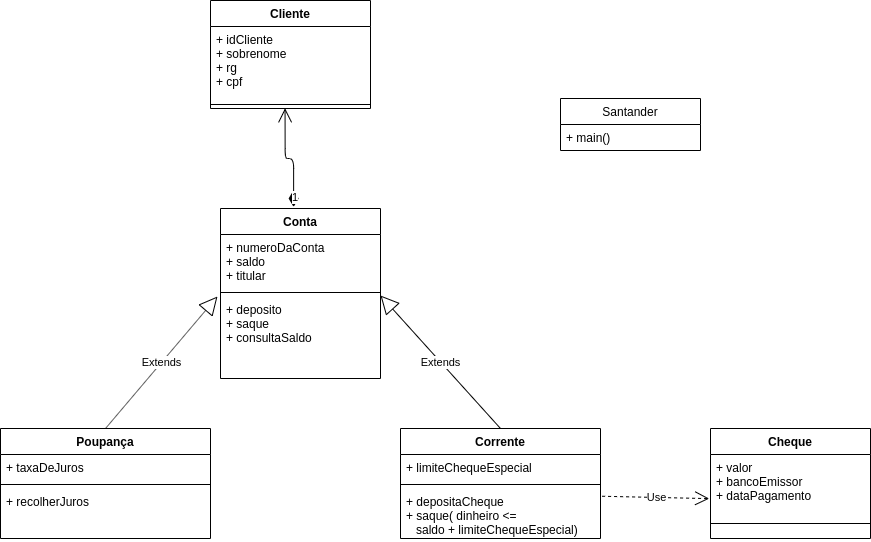 Cliente
+ idCliente
+ sobrenome
+ rg
+ cpf
Santander
+ main()
1
Conta
+ numeroDaConta
+ saldo
+ titular
+ deposito
+ saque
+ consultaSaldo
Extends
Extends
Poupança
+ taxaDeJuros
+ recolherJuros
Corrente
+ limiteChequeEspecial
+ depositaCheque
+ saque( dinheiro <=
saldo + limiteChequeEspecial)
Use
Cheque
+ valor
+ bancoEmissor
+ dataPagamento